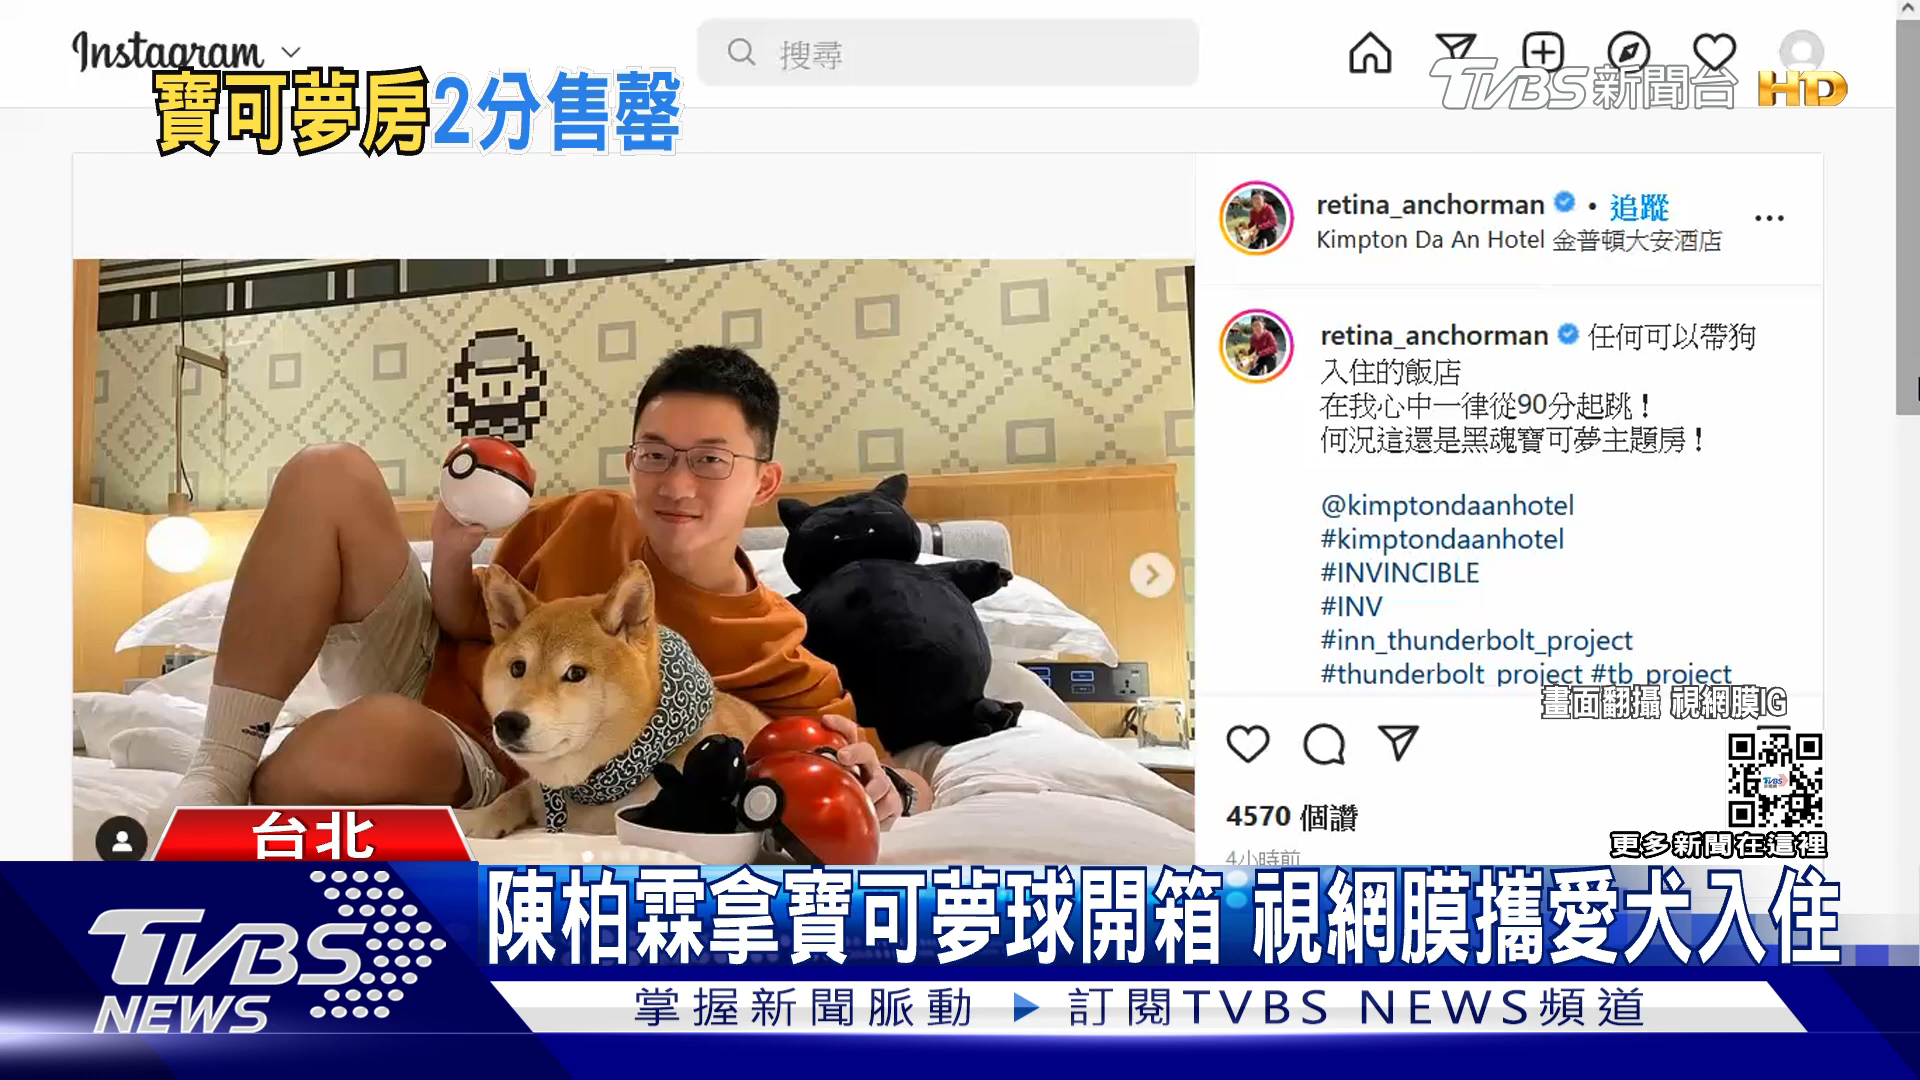 Instagram
搜尋
TVBS新聞台 HD
寶可夢房2分售罄
retina_anchorman • 追蹤
Kimpton Da An Hotel 金普頓大安酒店
retina_anchorman 任何可以帶狗
入住的飯店
在我心中一律從90分起跳！
何況這還是黑魂寶可夢主題房！
@kimptondaanhotel
#kimptondaanhotel
#INVINCIBLE
#INV
#inn_thunderbolt_project
#thunderbolt_project #tb_project
畫面翻攝 視網膜IG
TVBS
4570 個讚
更多新聞在這裡
4小時前
台北
陳柏霖拿寶可夢球開箱 視網膜攜愛犬入住
TVBS
NEWS
掌握新聞脈動 ▶ 訂閱TVBS NEWS頻道